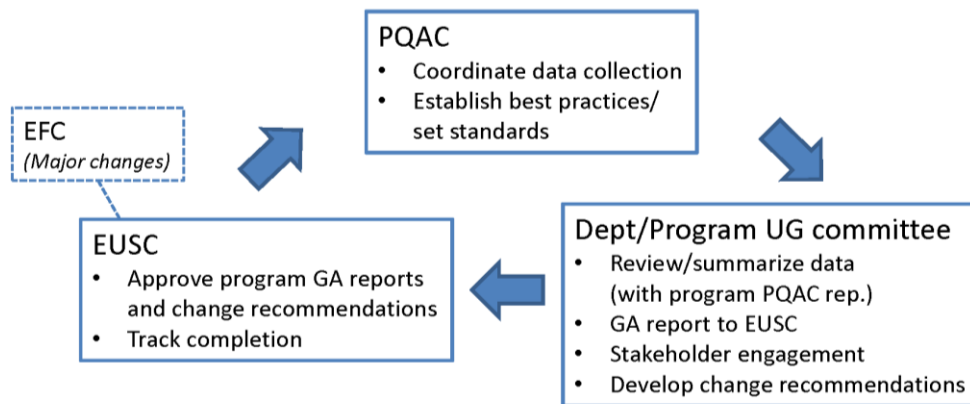 PQAC
• Coordinate data collection
• Establish best practices/
set standards
EFC
(Major changes)
EUSC
• Approve program GA reports
and change recommendations
• Track completion
Dept/Program UG committee
• Review/summarize data
(with program PQAC rep.)
• GA report to EUSC
• Stakeholder engagement
• Develop change recommendations